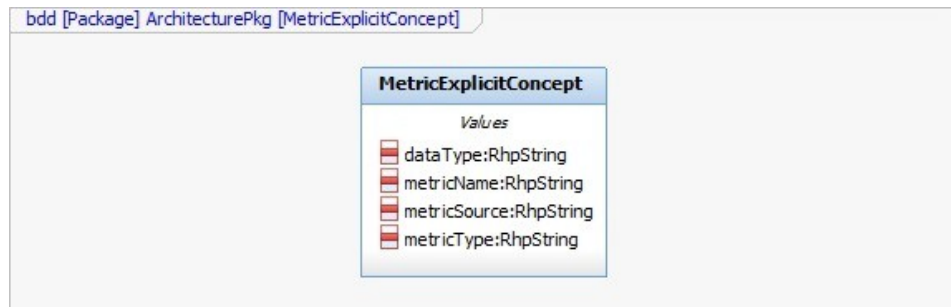 bdd [Package] ArchitecturePkg [MetricExplicitConcept]
MetricExplicitConcept
Values
dataType:RhpString
metricName:RhpString
metricSource:RhpString
metricType:RhpString